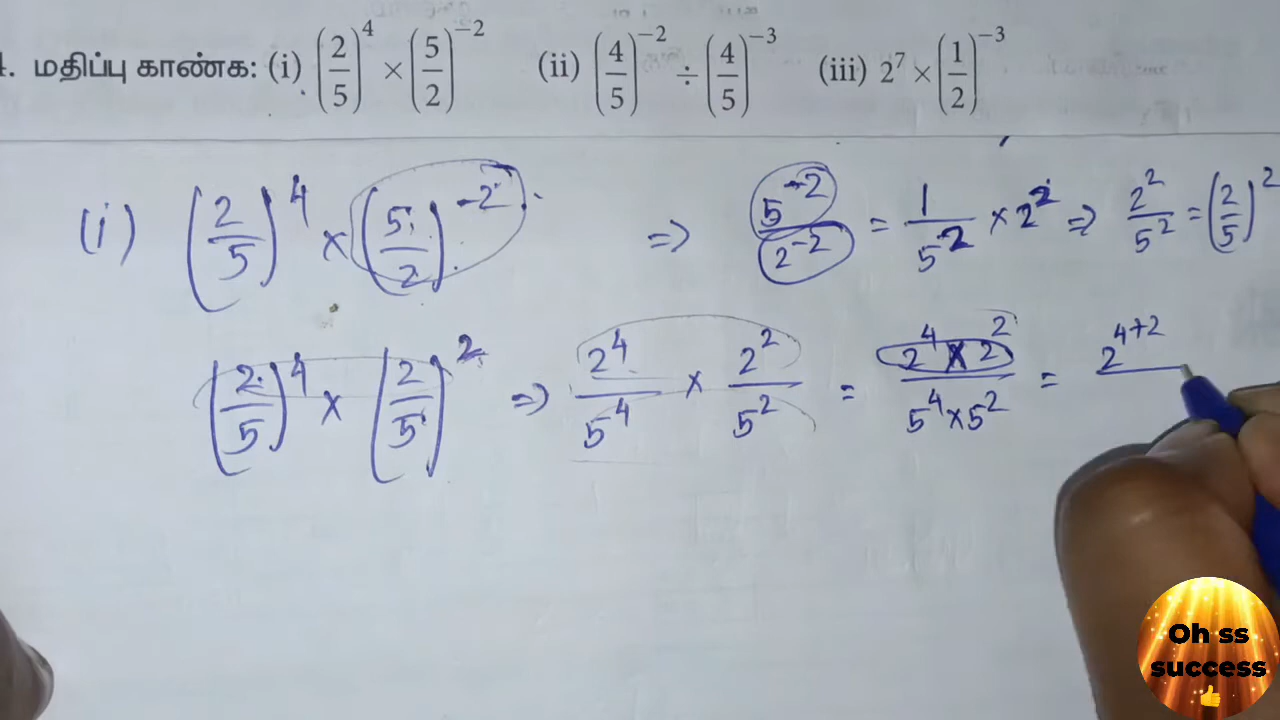 4. மதிப்பு காண்க: (i) (2/5)^4 × (5/2)^-2 (ii) (4/5)^-2 ÷ (4/5)^-3 (iii) 2^7 × (1/2)^-3
(i) (2/5)^4 × (5/2)^-2 => 5^-2/2^-2 = 1/5^2 × 2^2 => 2^2/5^2 = (2/5)^2
(2/5)^4 × (2/5)^2 => 2^4/5^4 × 2^2/5^2 = 2^4 × 2^2/5^4 × 5^2 = 2^4+2
Oh ss
success